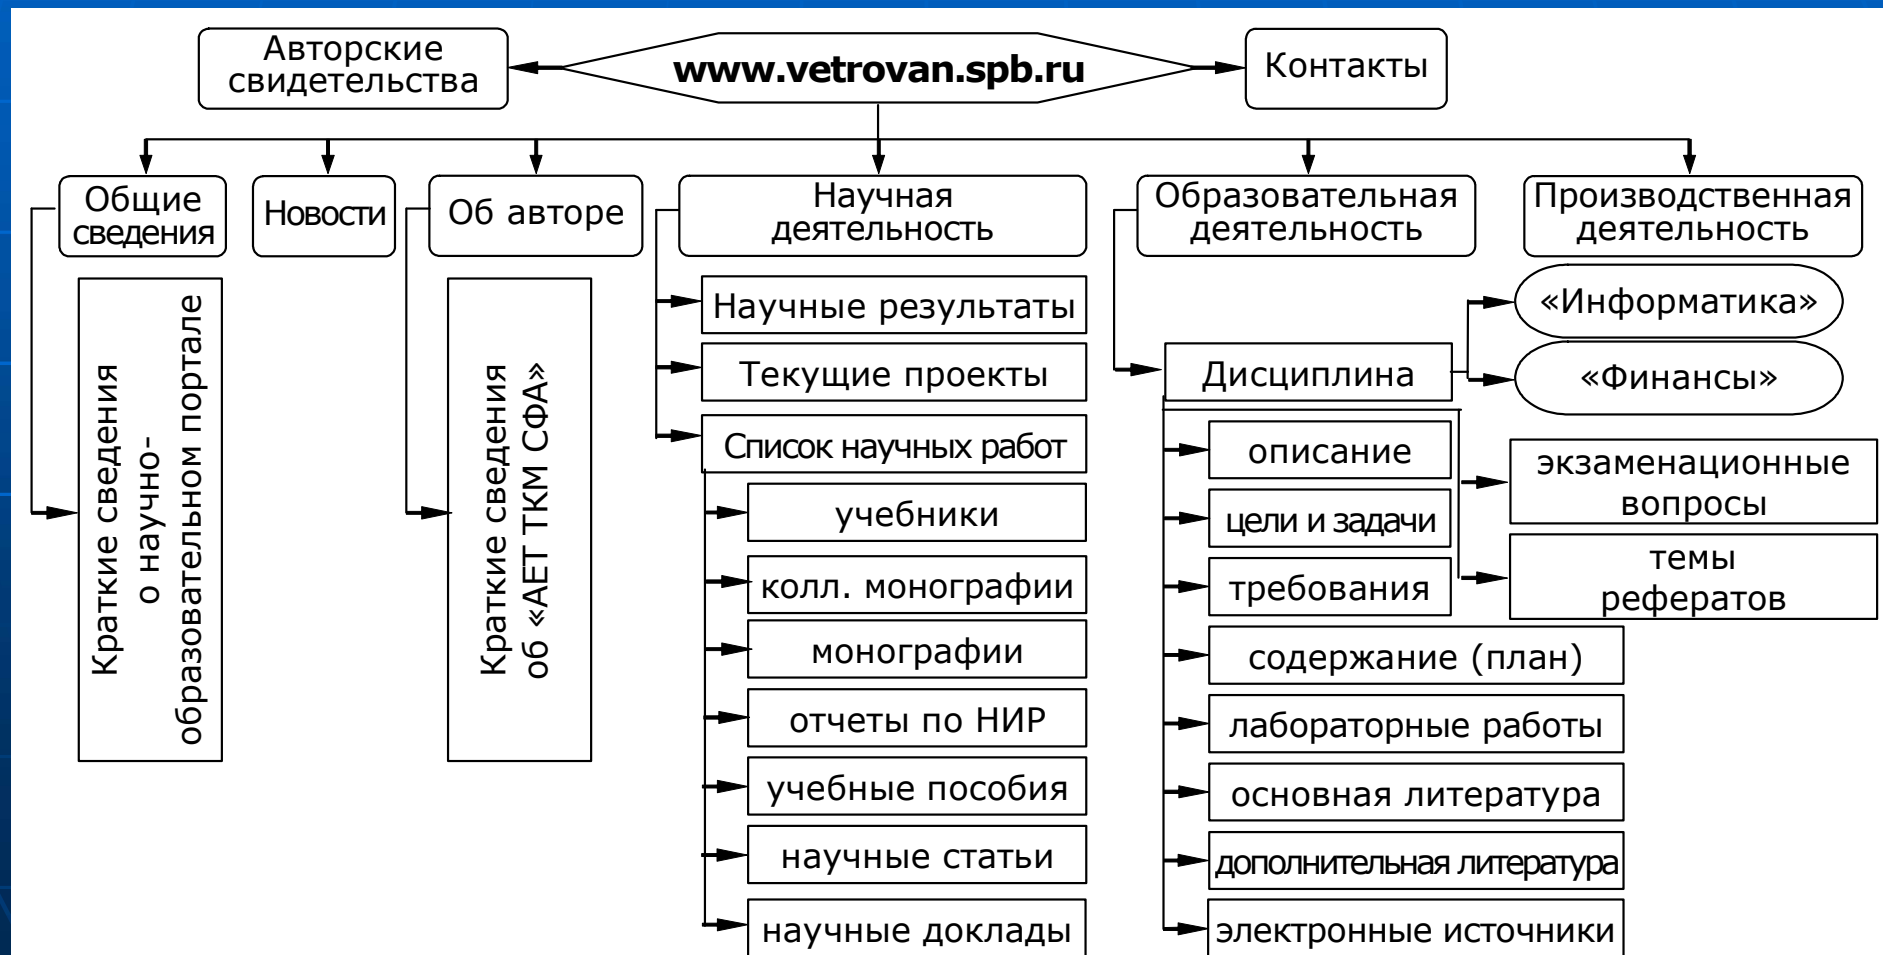 Авторские
свидетельства
www.vetrovan.spb.ru
Контакты
Общие
сведения
Новости
Об авторе
Научная
деятельность
Образовательная
деятельность
Производственная
деятельность
Краткие сведения
о научно-
образовательном портале
Краткие сведения
об «АЕТ ТКМ СФА»
Научные результаты
Текущие проекты
Список научных работ
учебники
колл. монографии
монографии
отчеты по НИР
учебные пособия
научные статьи
научные доклады
Дисциплина
«Информатика»
«Финансы»
описание
цели и задачи
требования
содержание (план)
лабораторные работы
основная литература
дополнительная литература
электронные источники
экзаменационные
вопросы
темы
рефератов